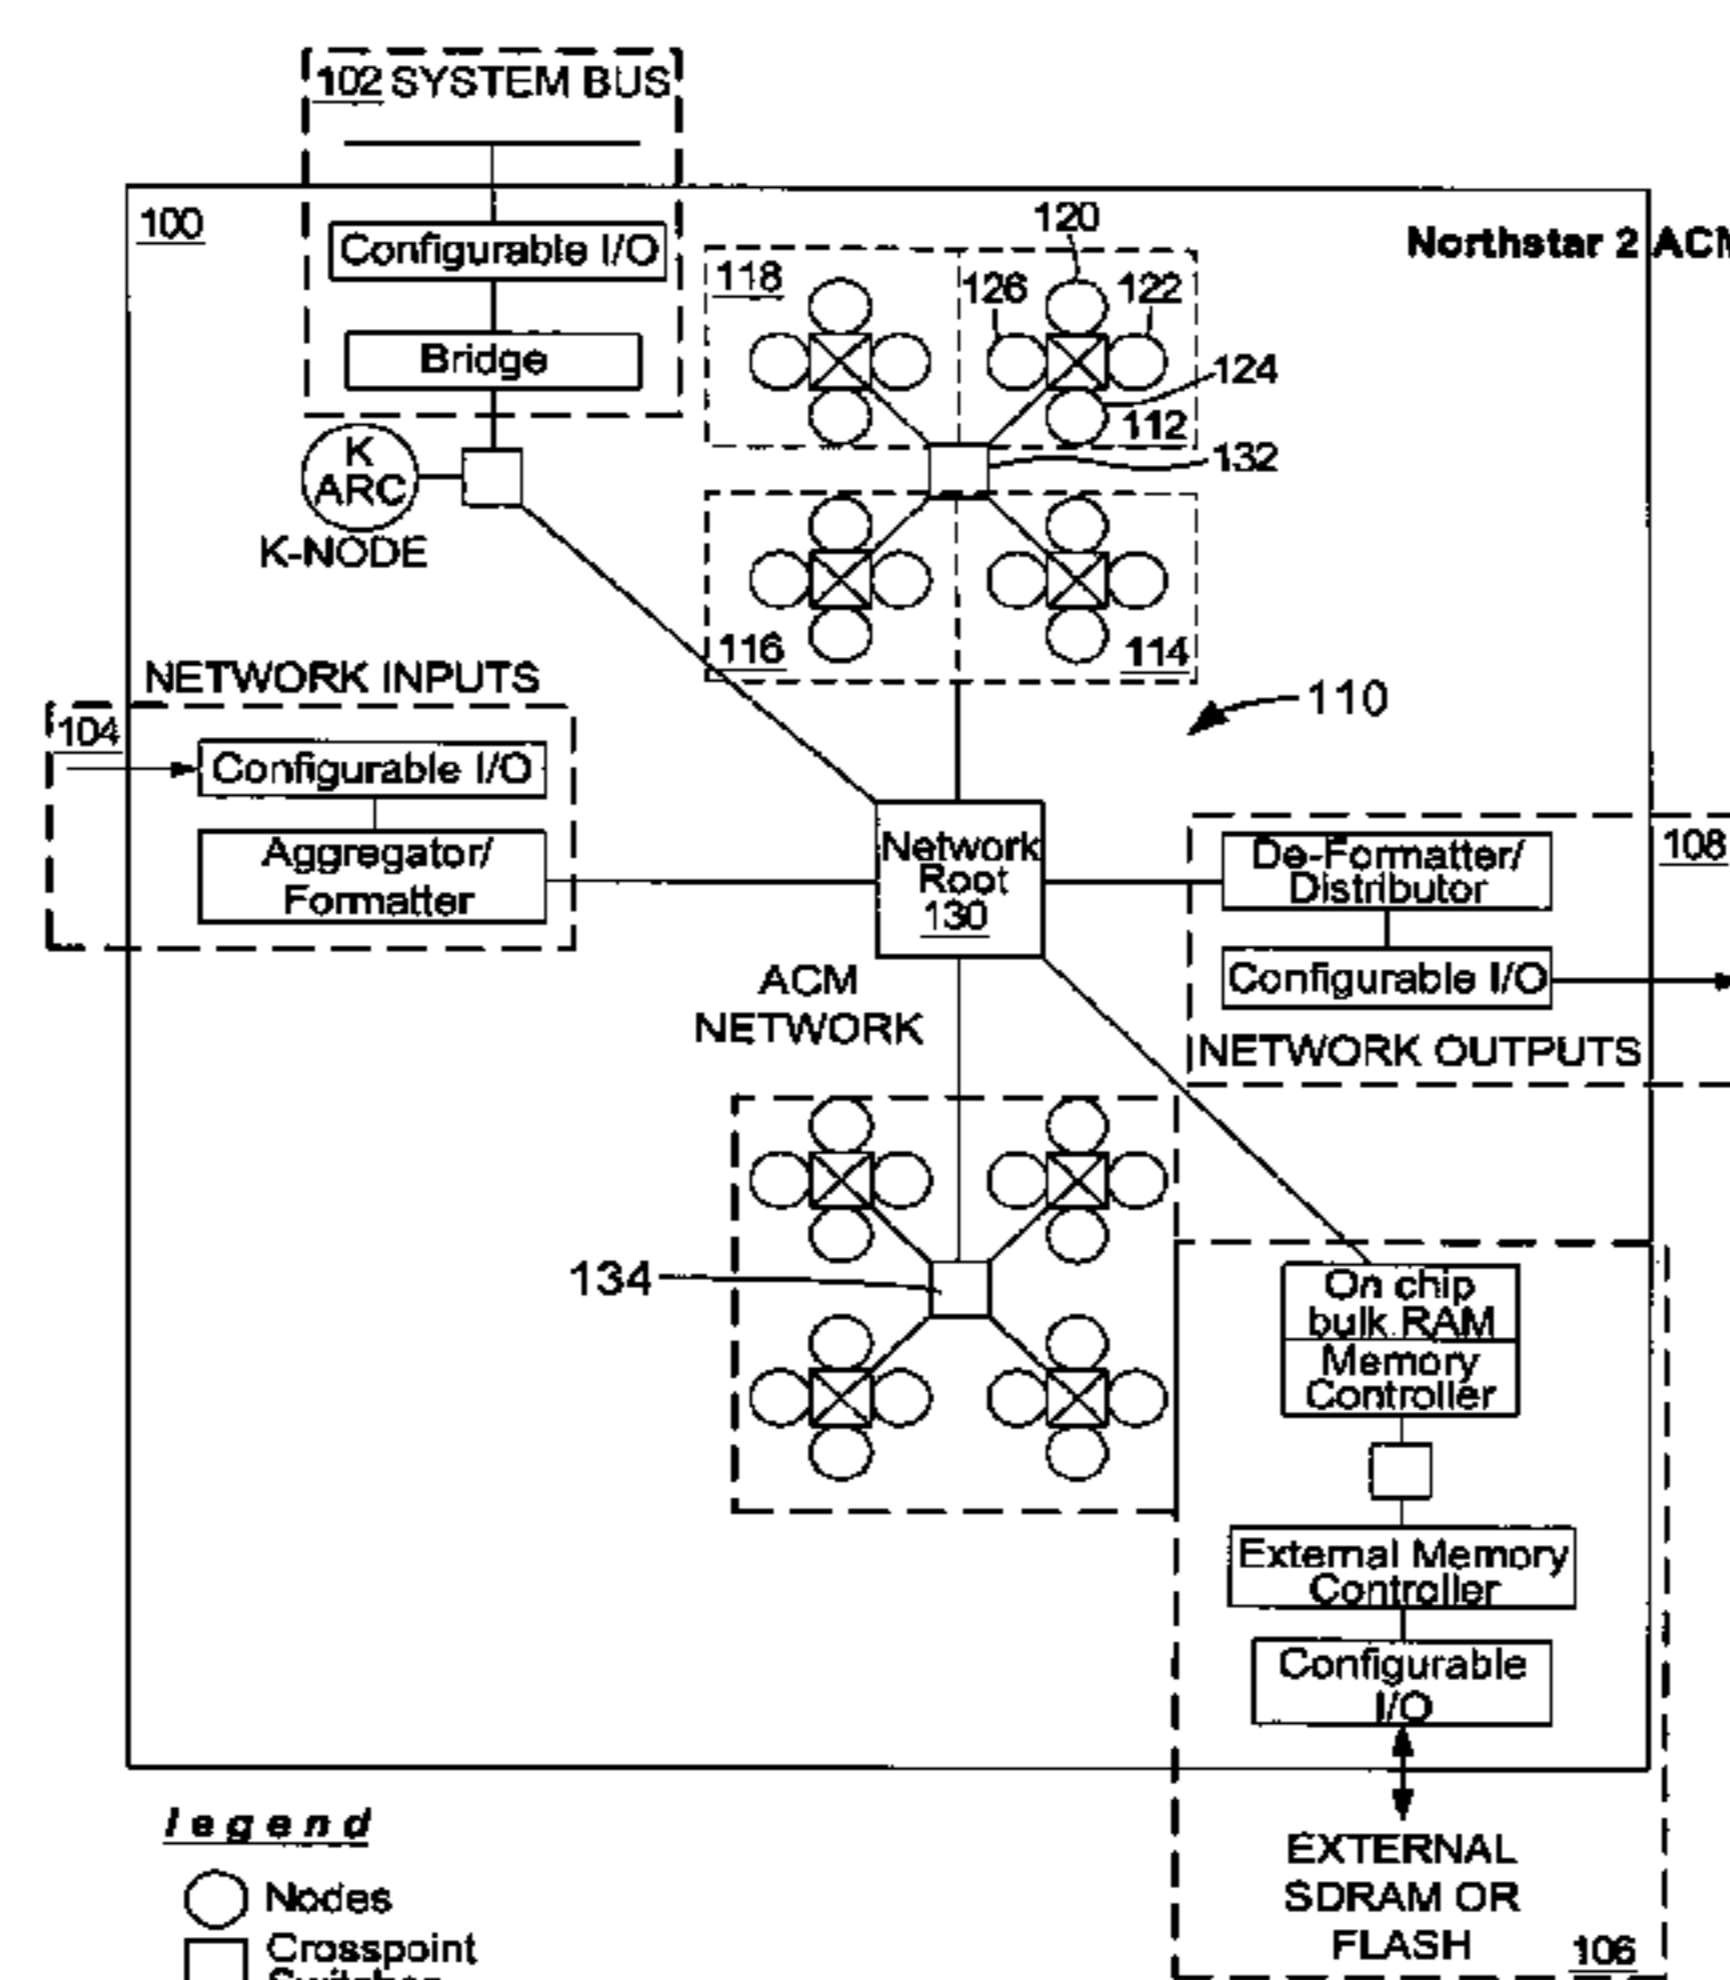 102 SYSTEM BUS
100
Configurable I/O
Bridge
K
ARC
K-NODE
Northstar 2 ACM
120
118
126
122
124
112
132
116
114
110
NETWORK INPUTS
104
Configurable I/O
Aggregator/
Formatter
Network
Root
130
ACM
NETWORK
De-Formatter/
Distributor
108
Configurable I/O
NETWORK OUTPUTS
134
On chip
bulk RAM
Memory
Controller
External Memory
Controller
Configurable
I/O
EXTERNAL
SDRAM OR
FLASH
106
legend
Nodes
Crosspoint